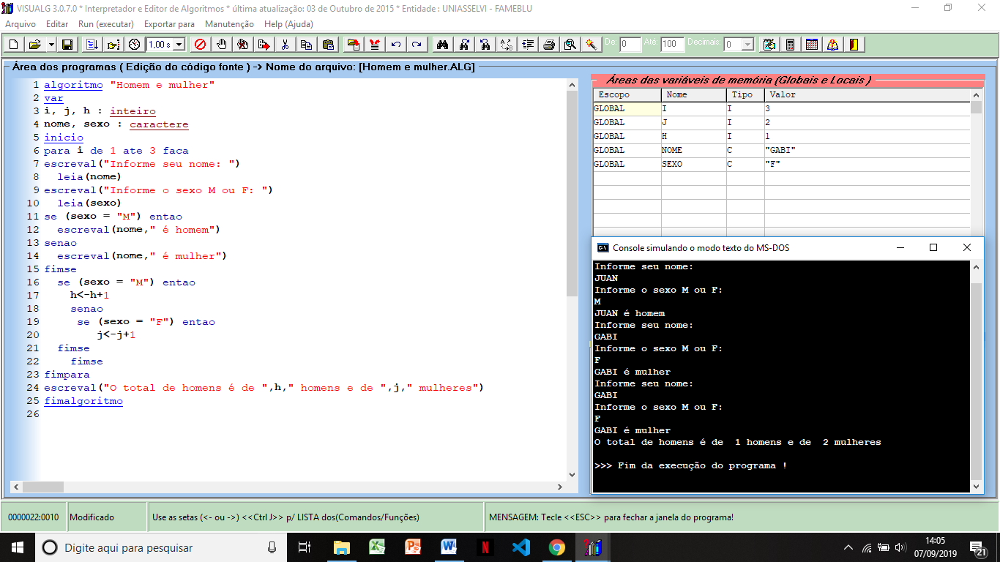 VISUALG 3.0.7.0 * Interpretador e Editor de Algoritmos * última atualização: 03 de Outubro de 2015 * Entidade : UNIASSELVI - FAMEBLU
Arquivo Editar Run (executar) Exportar para Manutenção Help (Ajuda)
1,00 s De: 0 Até: 100 Decimais: 0
Área dos programas ( Edição do código fonte ) -> Nome do arquivo: [Homem e mulher.ALG]
1 algoritmo "Homem e mulher"
2 var
3 i, j, h : inteiro
4 nome, sexo : caractere
5 inicio
6 para i de 1 ate 3 faca
7 escreval("Informe seu nome: ")
8 leia(nome)
9 escreval("Informe o sexo M ou F: ")
10 leia(sexo)
11 se (sexo = "M") entao
12 escreval(nome," é homem")
13 senao
14 escreval(nome," é mulher")
15 fimse
16 se (sexo = "M") entao
17 h<-h+1
18 senao
19 se (sexo = "F") entao
20 j<-j+1
21 fimse
22 fimse
23 fimpara
24 escreval("O total de homens é de ",h," homens e de ",j," mulheres")
25 fimalgoritmo
26
Áreas das variáveis de memória (Globais e Locais )
Escopo Nome Tipo Valor
GLOBAL I I 3
GLOBAL J I 2
GLOBAL H I 1
GLOBAL NOME C "GABI"
GLOBAL SEXO C "F"
C:\ Console simulando o modo texto do MS-DOS
Informe seu nome:
JUAN
Informe o sexo M ou F:
M
JUAN é homem
Informe seu nome:
GABI
Informe o sexo M ou F:
F
GABI é mulher
Informe seu nome:
GABI
Informe o sexo M ou F:
F
GABI é mulher
O total de homens é de  1 homens e de  2 mulheres
>>> Fim da execução do programa !
0000022:0010 Modificado Use as setas (<- ou ->) <<Ctrl J>> p/ LISTA dos(Comandos/Funções) MENSAGEM: Tecle <<ESC>> para fechar a janela do programa!
Digite aqui para pesquisar
14:05
07/09/2019
21